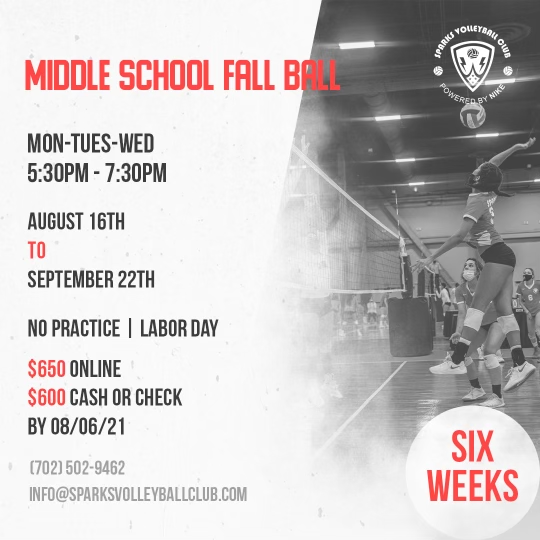 SPARKS VOLLEYBALL CLUB
POWERED BY NIKE
MIDDLE SCHOOL FALL BALL
MON-TUES-WED
5:30PM - 7:30PM
AUGUST 16TH
TO
SEPTEMBER 22TH
NO PRACTICE | LABOR DAY
$650 ONLINE
$600 CASH OR CHECK
BY 08/06/21
(702) 502-9462
INFO@SPARKSVOLLEYBALLCLUB.COM
SIX
WEEKS